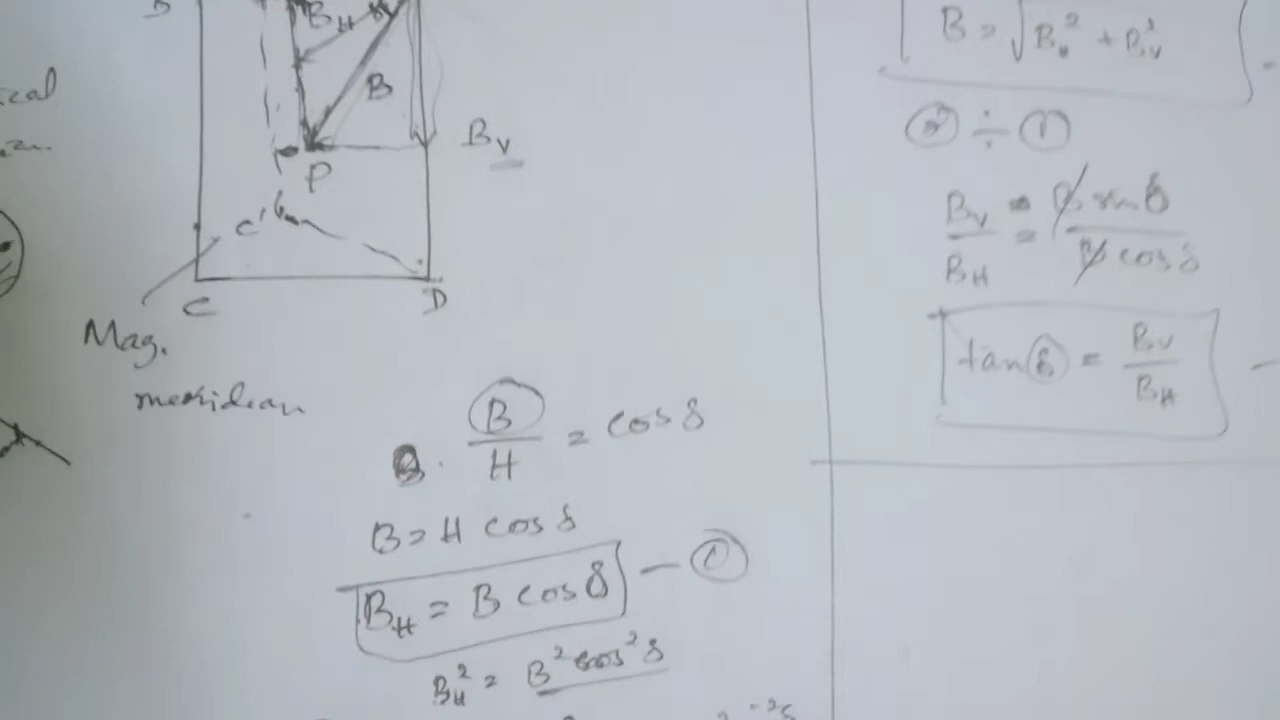 B_H
B
B_V
P
C'
C
D
Mag.
meridian
B/H = cos δ
B = H cos δ
B_H = B cos δ — ①
B_H² = B² cos² δ
B = √B_H² + B_V²
② ÷ ①
B_V/B_H = B sin δ/B cos δ
tan δ = B_V/B_H